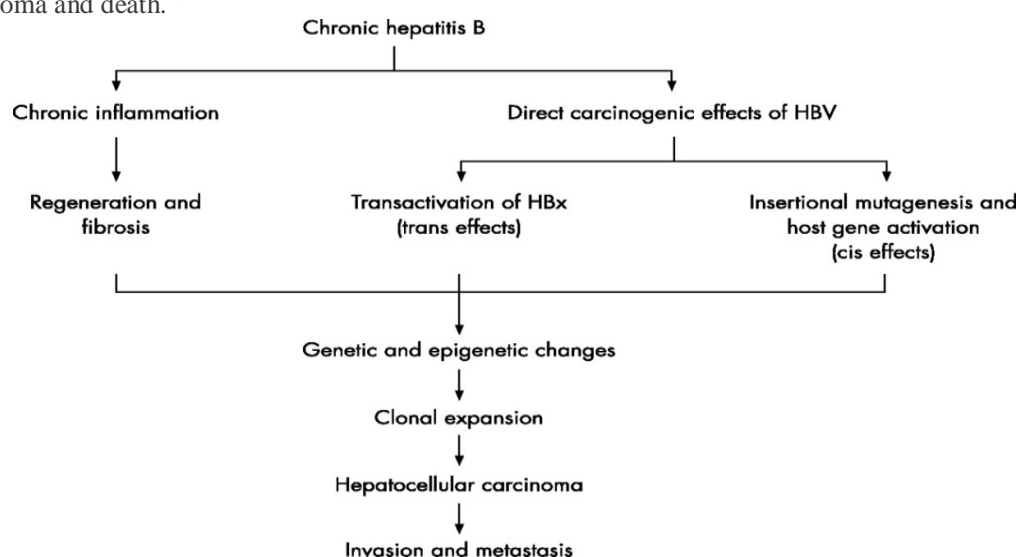 oma and death.
Chronic hepatitis B
Chronic inflammation
Direct carcinogenic effects of HBV
Regeneration and
fibrosis
Transactivation of HBx
(trans effects)
Insertional mutagenesis and
host gene activation
(cis effects)
Genetic and epigenetic changes
Clonal expansion
Hepatocellular carcinoma
Invasion and metastasis